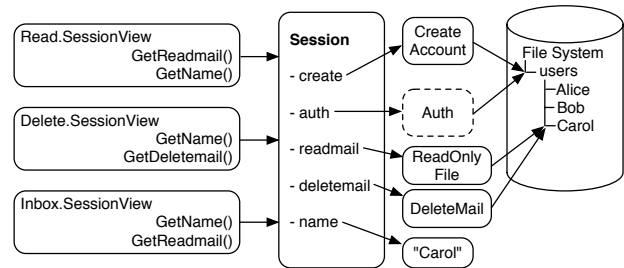 Read.SessionView
GetReadmail()
GetName()
Delete.SessionView
GetName()
GetDeletemail()
Inbox.SessionView
GetName()
GetReadmail()
Session
- create
- auth
- readmail
- deletemail
- name
Create
Account
Auth
ReadOnly
File
DeleteMail
"Carol"
File System
users
Alice
Bob
Carol